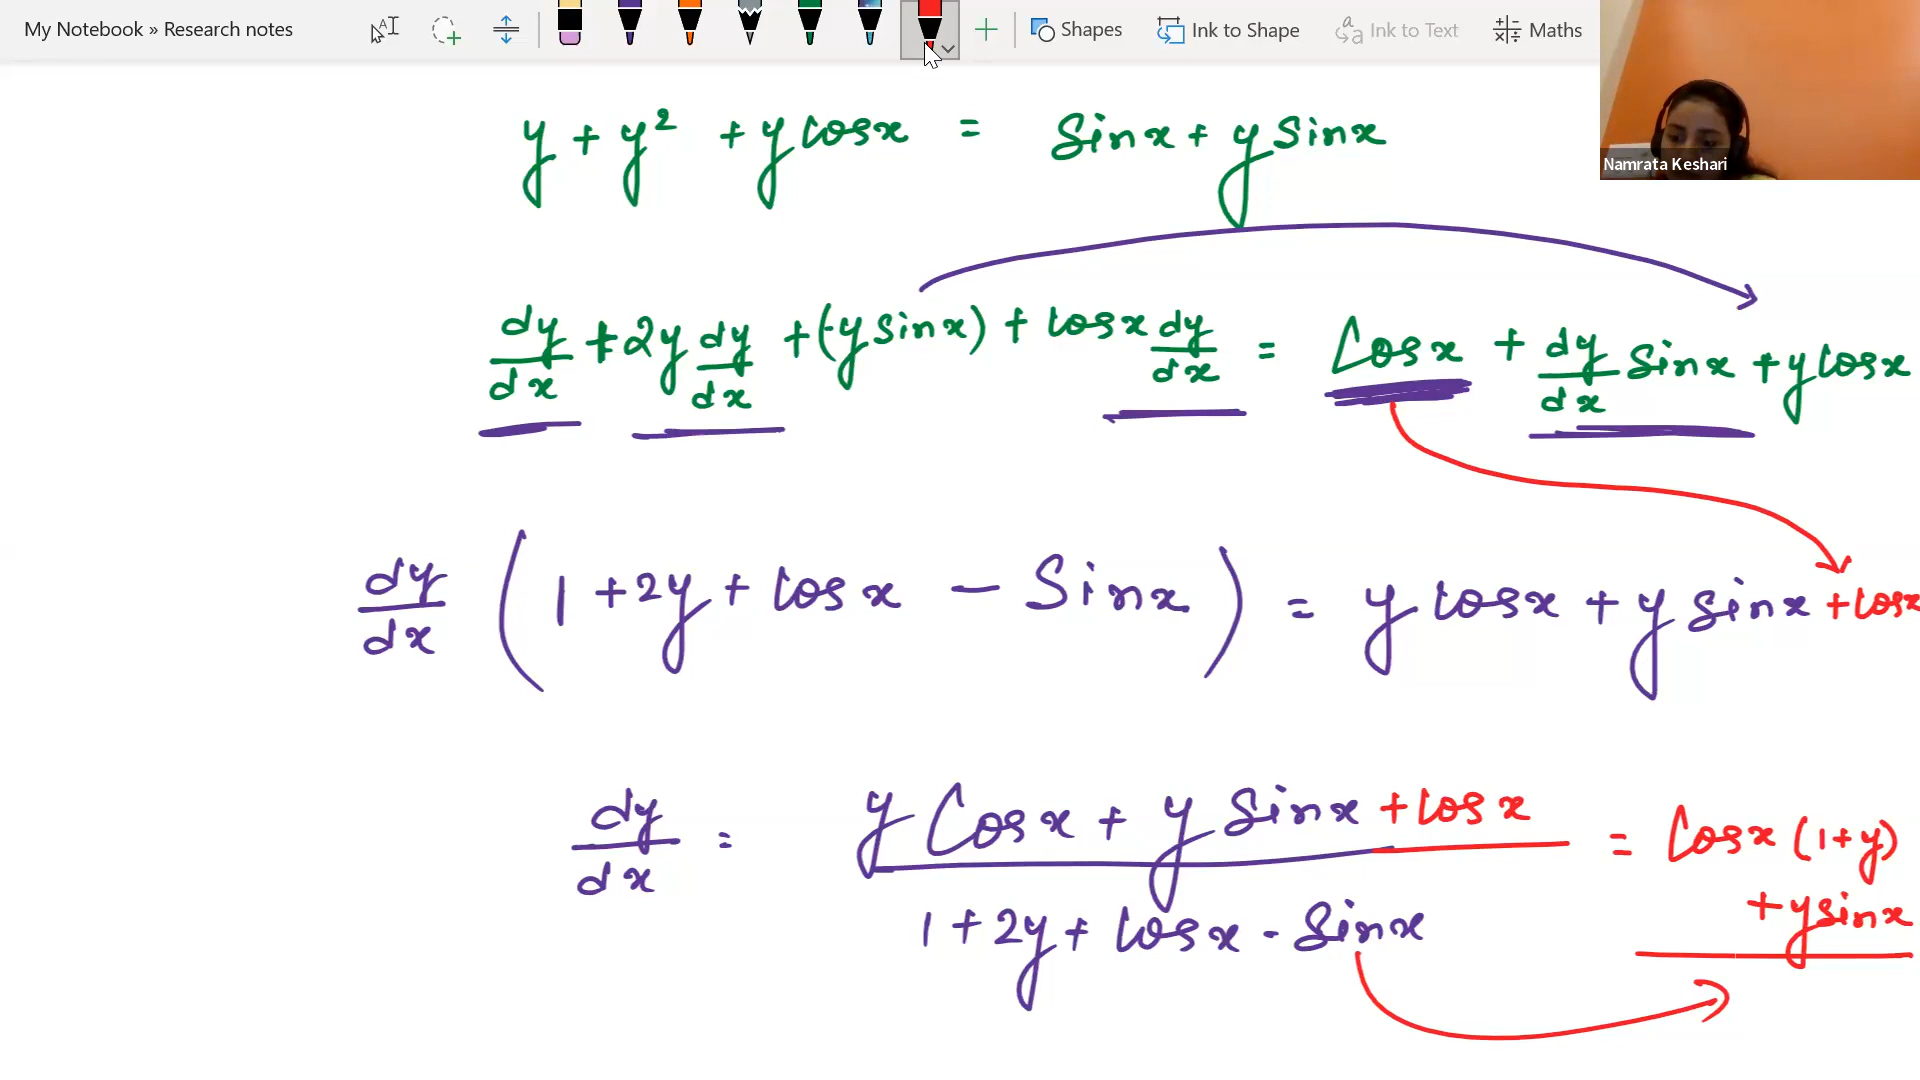 My Notebook » Research notes
Shapes
Ink to Shape
Ink to Text
Maths
Namrata Keshari
y + y² + y cosx = sinx + y sinx
dy/dx + 2y dy/dx + (-y sinx) + cosx dy/dx = Cosx + dy/dx sinx + y cosx
dy/dx (1 + 2y + cosx - Sinx) = y cosx + y sinx + cosx
dy/dx = y Cosx + y sinx + cosx / 1 + 2y + cosx - sinx = Cosx (1+y) + y sinx